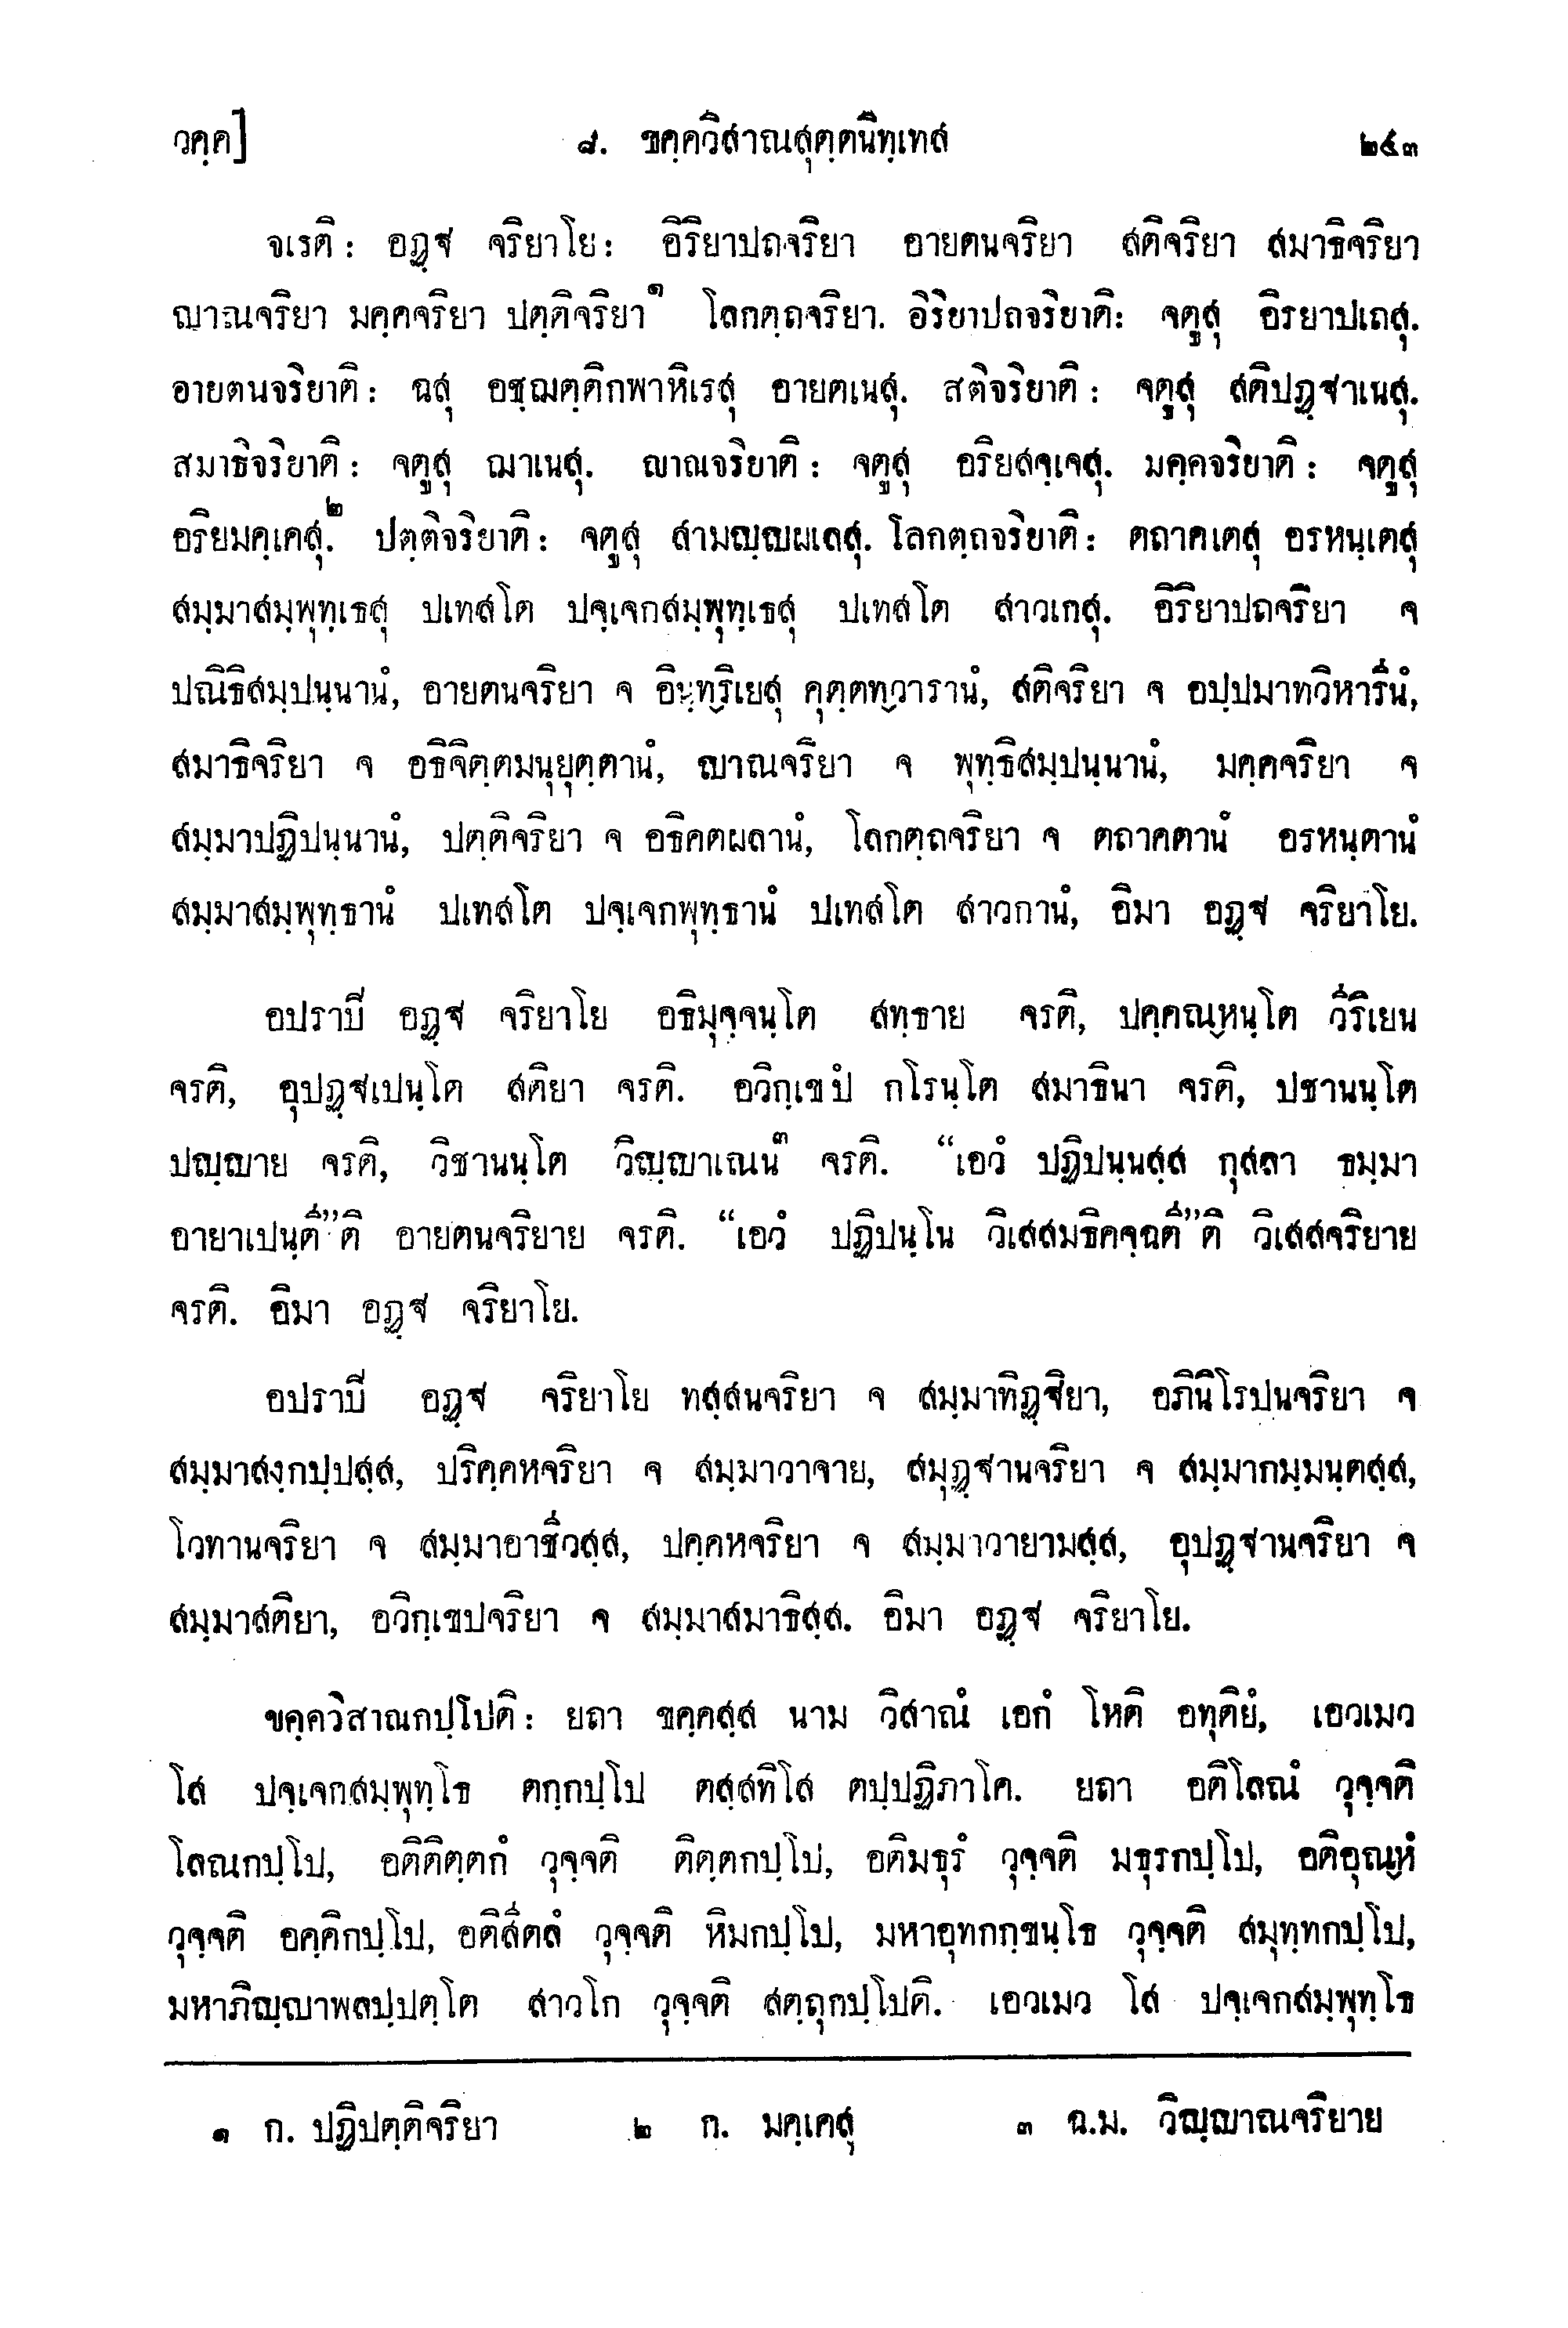 วคฺค]	๘. ขคฺควิสาณสุตฺตนิทฺเทส	๒๕๓
จเรติ: อฏฺฐ จริยาโย: อิริยาปถจริยา อายตนจริยา สติจริยา สมาธิจริยา
ญาณจริยา มคฺคจริยา ปตฺติจริยา๑ โลกตฺถจริยา. อิริยาปถจริยาติ: จตูสุ อิริยาปเถสุ.
อายตนจริยาติ: ฉสุ อชฺฌตฺติกพาหิเรสุ อายตเนสุ. สติจริยาติ: จตูสุ สติปฏฺฐาเนสุ.
สมาธิจริยาติ: จตูสุ ฌาเนสุ. ญาณจริยาติ: จตูสุ อริยสจฺเจสุ. มคฺคจริยาติ: จตูสุ
อริยมคฺเคสุ.๒ ปตฺติจริยาติ: จตูสุ สามญฺญผเลสุ. โลกตฺถจริยาติ: ตถาคเตสุ อรหนฺเตสุ
สมฺมาสมฺพุทฺเธสุ ปเทสโต ปจฺเจกสมฺพุทฺเธสุ ปเทสโต สาวเกสุ. อิริยาปถจริยา จ
ปณิธิสมฺปนฺนานํ, อายตนจริยา จ อินฺทฺริเยสุ คุตฺตทฺวารานํ, สติจริยา จ อปฺปมาทวิหารีนํ,
สมาธิจริยา จ อธิจิตฺตมนุยุตฺตานํ, ญาณจริยา จ พุทฺธิสมฺปนฺนานํ, มคฺคจริยา จ
สมฺมาปฏิปนฺนานํ, ปตฺติจริยา จ อธิคตผลานํ, โลกตฺถจริยา จ ตถาคตานํ อรหนฺตานํ
สมฺมาสมฺพุทฺธานํ ปเทสโต ปจฺเจกพุทฺธานํ ปเทสโต สาวกานํ, อิมา อฏฺฐ จริยาโย.
อปราปี อฏฺฐ จริยาโย อธิมุจฺจนฺโต สทฺธาย จรติ, ปคฺคณฺหนฺโต วีริเยน
จรติ, อุปฏฺฐเปนฺโต สติยา จรติ. อวิกฺเขปํ กโรนฺโต สมาธินา จรติ, ปชานนฺโต
ปญฺญาย จรติ, วิชานนฺโต วิญฺญาเณน๓ จรติ. “เอวํ ปฏิปนฺนสฺส กุสลา ธมฺมา
อายาเปนฺตี”ติ อายตนจริยาย จรติ. “เอวํ ปฏิปนฺโน วิเสสมธิคจฺฉตี”ติ วิเสสจริยาย
จรติ. อิมา อฏฺฐ จริยาโย.
อปราปี อฏฺฐ จริยาโย ทสฺสนจริยา จ สมฺมาทิฏฺฐิยา, อภินิโรปนจริยา จ
สมฺมาสงฺกปฺปสฺส, ปริคฺคหจริยา จ สมฺมาวาจาย, สมุฏฺฐานจริยา จ สมฺมากมฺมนฺตสฺส,
โวทานจริยา จ สมฺมาอาชีวสฺส, ปคฺคหจริยา จ สมฺมาวายามสฺส, อุปฏฺฐานจริยา จ
สมฺมาสติยา, อวิกฺเขปจริยา จ สมฺมาสมาธิสฺส. อิมา อฏฺฐ จริยาโย.
ขคฺควิสาณกปฺโปติ: ยถา ขคฺคสฺส นาม วิสาณํ เอกํ โหติ อทุติยํ, เอวเมว
โส ปจฺเจกสมฺพุทฺโธ ตกฺกปฺโป ตสฺสทิโส ตปฺปฏิภาโค. ยถา อติโลณํ วุจฺจติ
โลณกปฺโป, อติติตฺตกํ วุจฺจติ ติตฺตกปฺโป, อติมธุรํ วุจฺจติ มธุรกปฺโป, อติอุณฺหํ
วุจฺจติ อคฺคิกปฺโป, อติสีตลํ วุจฺจติ หิมกปฺโป, มหาอุทกกฺขนฺโธ วุจฺจติ สมุทฺทกปฺโป,
มหาภิญฺญาพลปฺปตฺโต สาวโก วุจฺจติ สตฺถุกปฺโปติ. เอวเมว โส ปจฺเจกสมฺพุทฺโธ
๑ ก. ปฏิปตฺติจริยา	๒ ก. มคฺเคสุ	๓ ฉ.ม. วิญฺญาณจริยาย